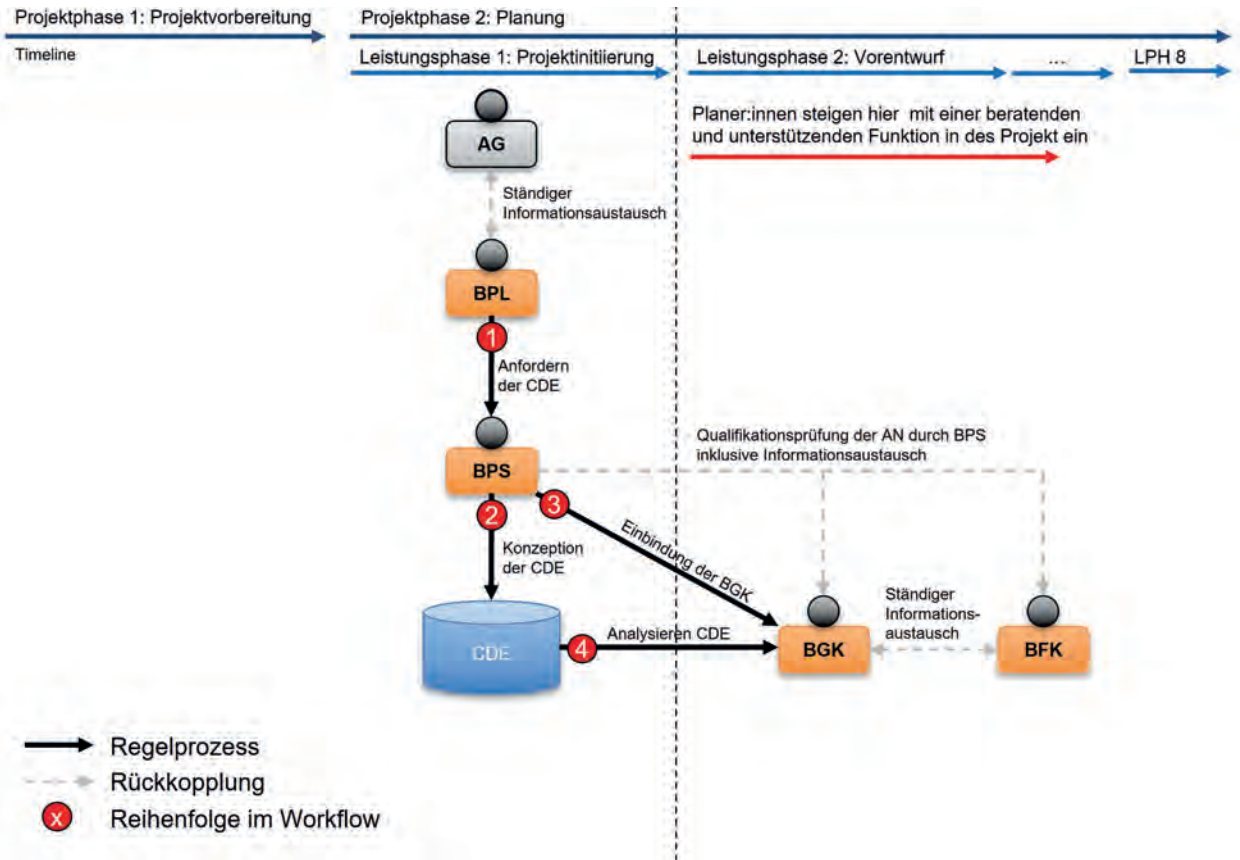 Projektphase 1: Projektvorbereitung
Projektphase 2: Planung
Timeline
Leistungsphase 1: Projektinitiierung
Leistungsphase 2: Vorentwurf
...
LPH 8
Planer:innen steigen hier mit einer beratenden
und unterstützenden Funktion in des Projekt ein
AG
Ständiger
Informationsaustausch
BPL
1
Anfordern
der CDE
BPS
Qualifikationsprüfung der AN durch BPS
inklusive Informationsaustausch
2
3
Konzeption
der CDE
Einbindung der BGK
CDE
4
Analysieren CDE
BGK
Ständiger
Informations-
austausch
BFK
Regelprozess
Rückkopplung
x
Reihenfolge im Workflow